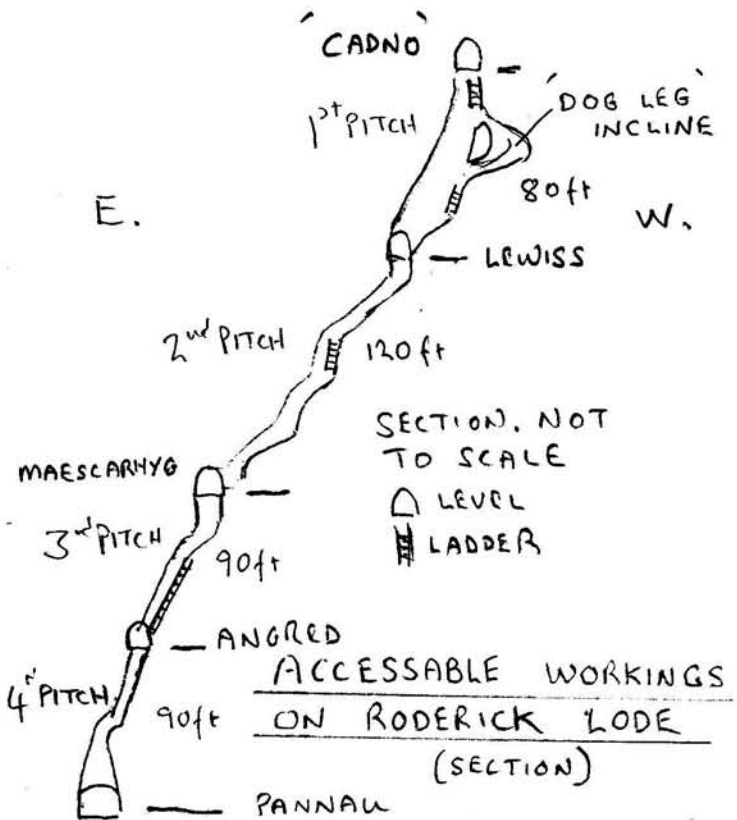 'CADNO'
1st PITCH
'DOG LEG'
INCLINE
80ft
E.
W.
LEWISS
2nd PITCH
120ft
SECTION. NOT
TO SCALE
LEVEL
LADDER
MAESCARHYG
3rd PITCH
90ft
ANGRED
ACCESSABLE WORKINGS
ON RODERICK LODE
(SECTION)
4th PITCH
90ft
PANNAU